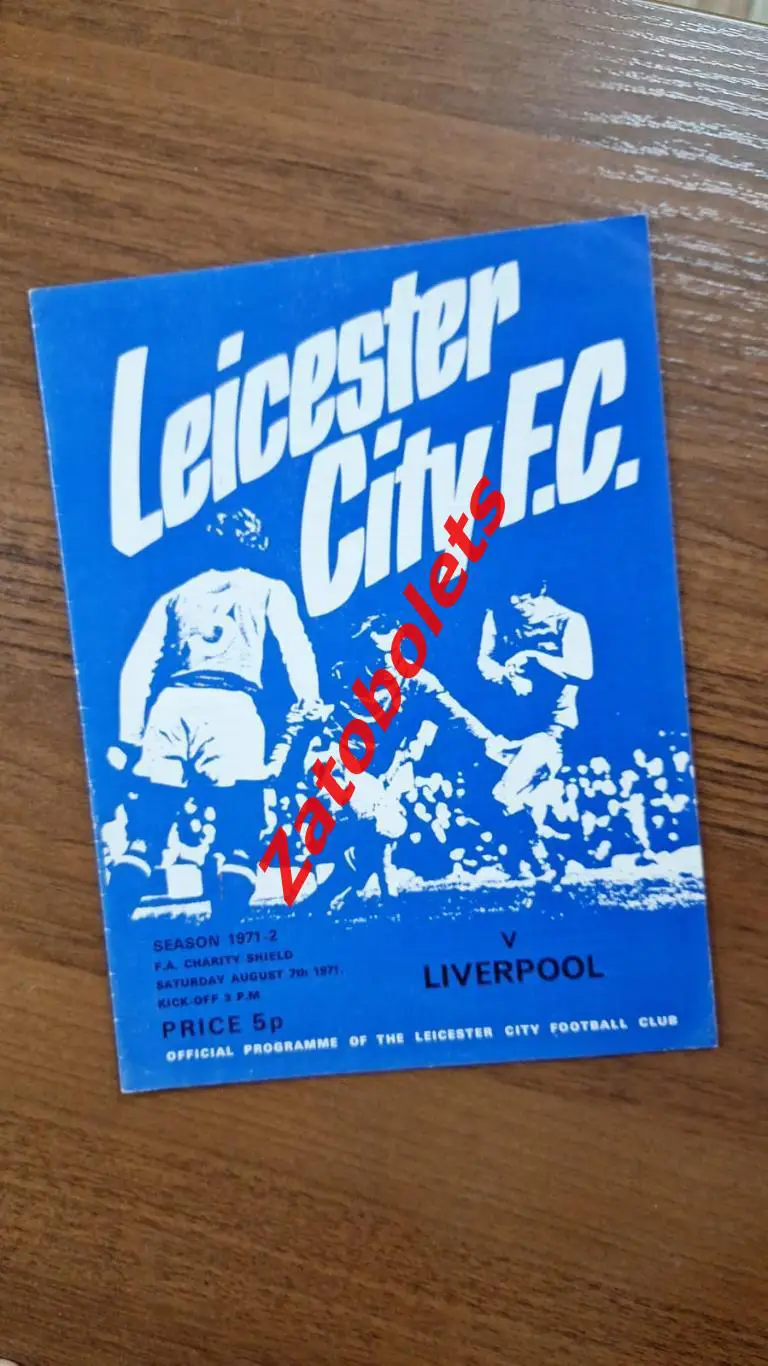 Leicester
City F.C.
3
Zatobolets
SEASON 1971-2
F.A. CHARITY SHIELD
SATURDAY AUGUST 7th 1971.
KICK-OFF 3 P.M
PRICE 5p
V
LIVERPOOL
OFFICIAL PROGRAMME OF THE LEICESTER CITY FOOTBALL CLUB